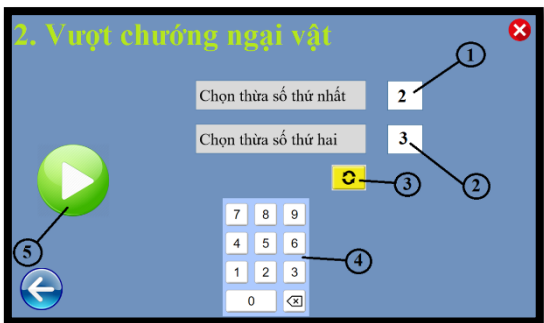 2. Vượt chướng ngại vật
1
Chọn thừa số thứ nhất 2
Chọn thừa số thứ hai 3
3 2
7 8 9
4 5 6
4
1 2 3
5
0